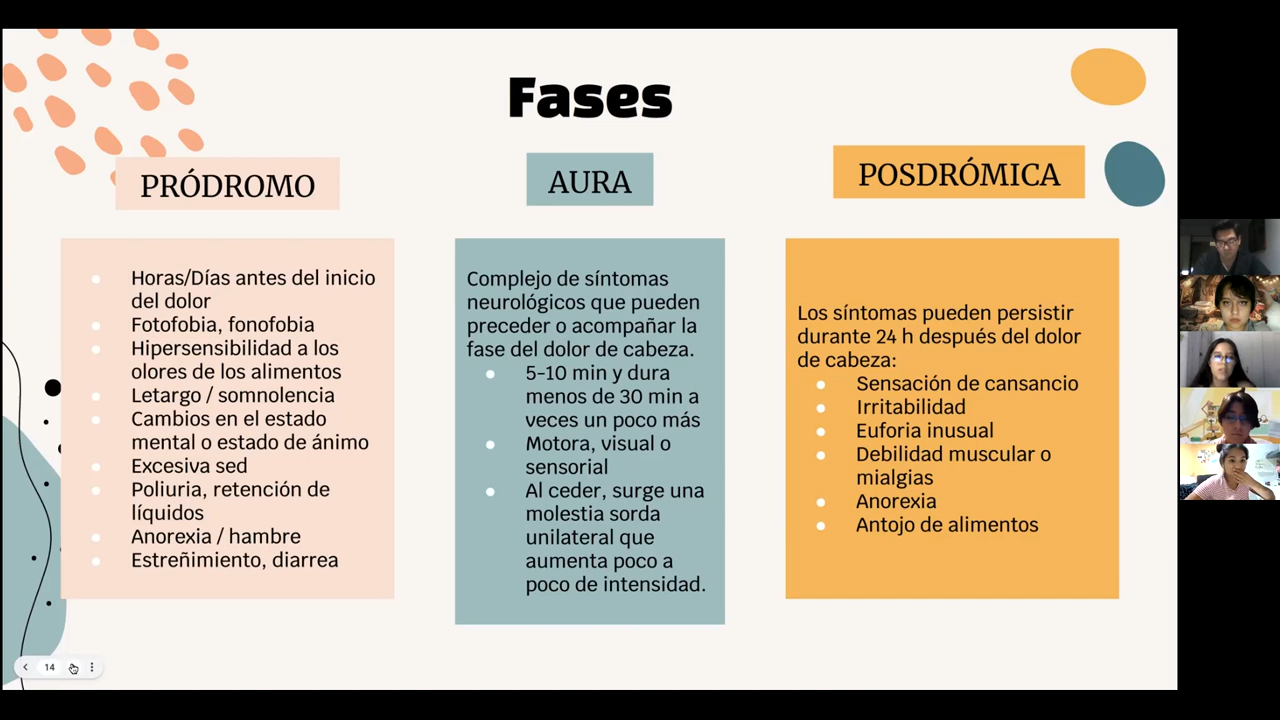 Fases
PRÓDROMO
Horas/Días antes del inicio
del dolor
Fotofobia, fonofobia
Hipersensibilidad a los
olores de los alimentos
Letargo / somnolencia
Cambios en el estado
mental o estado de ánimo
Excesiva sed
Poliuria, retención de
líquidos
Anorexia / hambre
Estreñimiento, diarrea
AURA
Complejo de síntomas
neurológicos que pueden
preceder o acompañar la
fase del dolor de cabeza.
5-10 min y dura
menos de 30 min a
veces un poco más
Motora, visual o
sensorial
Al ceder, surge una
molestia sorda
unilateral que
aumenta poco a
poco de intensidad.
POSDRÓMICA
Los síntomas pueden persistir
durante 24 h después del dolor
de cabeza:
Sensación de cansancio
Irritabilidad
Euforia inusual
Debilidad muscular o
mialgias
Anorexia
Antojo de alimentos
14